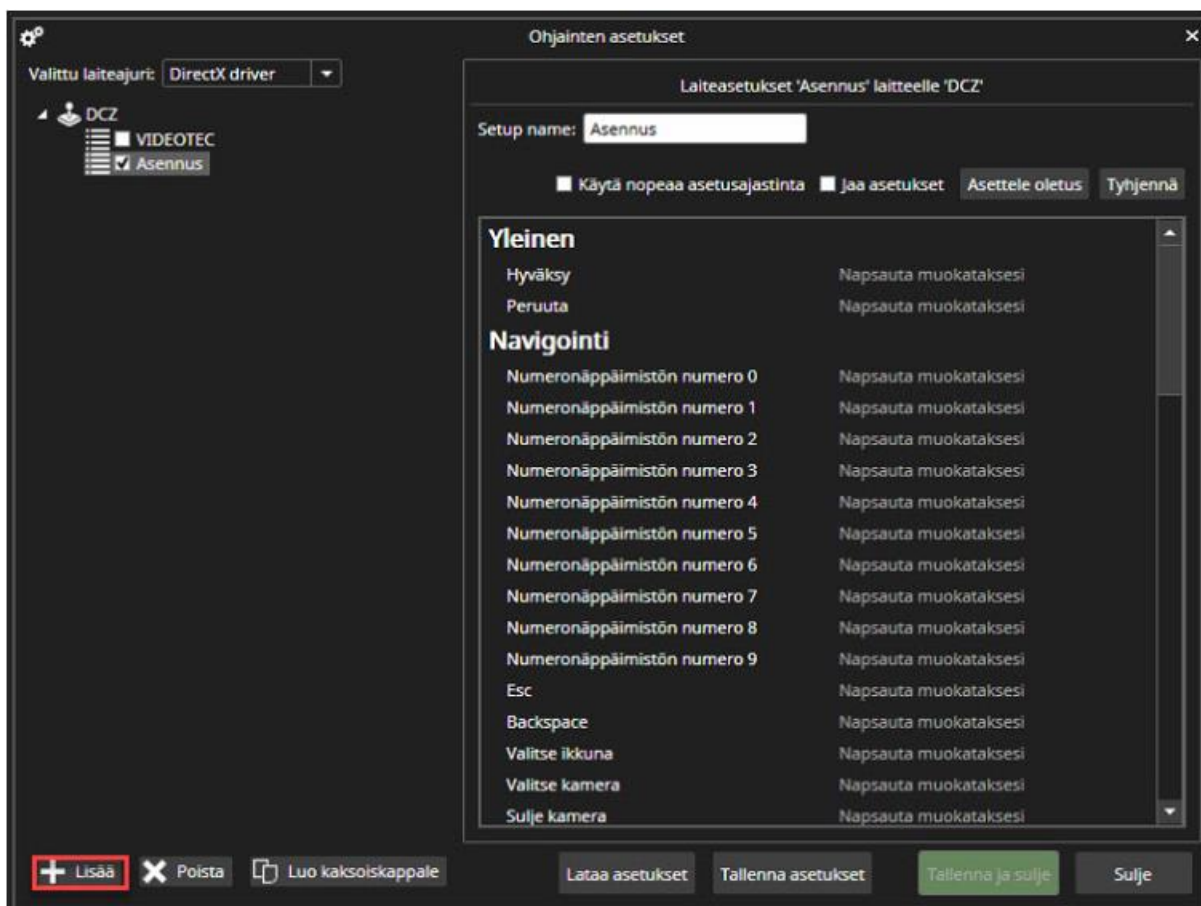 Ohjainten asetukset
Valittu laiteajuri: DirectX driver
DCZ
VIDEOTEC
Asennus
Laiteasetukset 'Asennus' laitteelle 'DCZ'
Setup name: Asennus
Käytä nopeaa asetusajastinta Jaa asetukset Asettele oletus Tyhjennä
Yleinen
Hyväksy Napsauta muokataksesi
Peruuta Napsauta muokataksesi
Navigointi
Numeronäppäimistön numero 0 Napsauta muokataksesi
Numeronäppäimistön numero 1 Napsauta muokataksesi
Numeronäppäimistön numero 2 Napsauta muokataksesi
Numeronäppäimistön numero 3 Napsauta muokataksesi
Numeronäppäimistön numero 4 Napsauta muokataksesi
Numeronäppäimistön numero 5 Napsauta muokataksesi
Numeronäppäimistön numero 6 Napsauta muokataksesi
Numeronäppäimistön numero 7 Napsauta muokataksesi
Numeronäppäimistön numero 8 Napsauta muokataksesi
Numeronäppäimistön numero 9 Napsauta muokataksesi
Esc Napsauta muokataksesi
Backspace Napsauta muokataksesi
Valitse ikkuna Napsauta muokataksesi
Valitse kamera Napsauta muokataksesi
Sulje kamera Napsauta muokataksesi
Lisää Poista Luo kaksoiskappale Lataa asetukset Tallenna asetukset Tallenna ja sulje Sulje